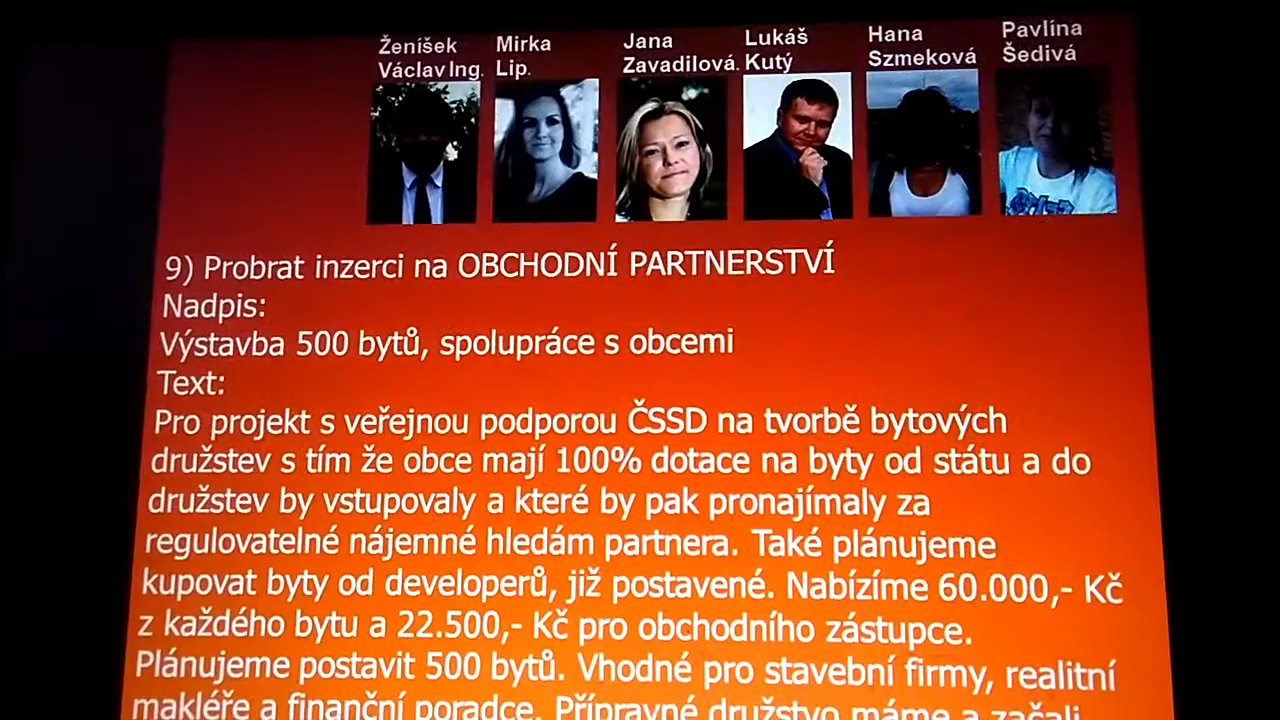 Ženíšek
Václav Ing.
Mirka
Lip.
Jana
Zavadilová.
Lukáš
Kutý
Hana
Szmeková
Pavlína
Šedivá
9) Probrat inzerci na OBCHODNÍ PARTNERSTVÍ
Nadpis:
Výstavba 500 bytů, spolupráce s obcemi
Text:
Pro projekt s veřejnou podporou ČSSD na tvorbě bytových
družstev s tím že obce mají 100% dotace na byty od státu a do
družstev by vstupovaly a které by pak pronajímaly za
regulovatelné nájemné hledám partnera. Také plánujeme
kupovat byty od developerů, již postavené. Nabízíme 60.000,- Kč
z každého bytu a 22.500,- Kč pro obchodního zástupce.
Plánujeme postavit 500 bytů. Vhodné pro stavební firmy, realitní
makléře a finanční poradce. Přípravné družstvo máme a začali